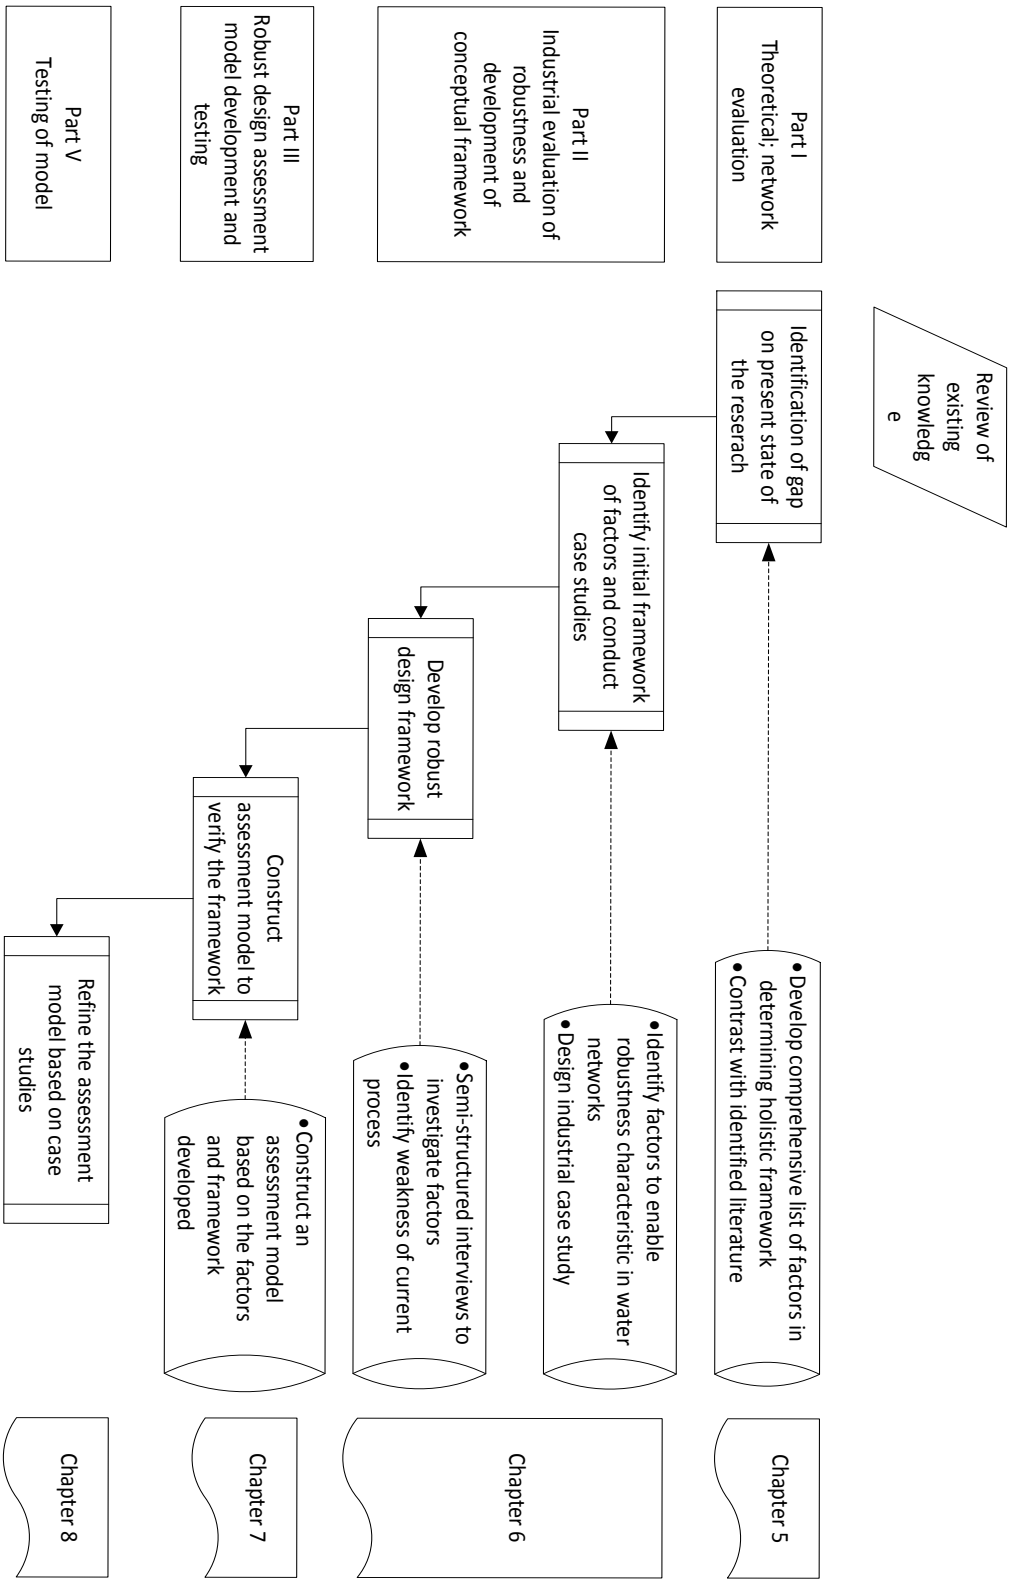 Review of
existing
knowledg
e
Part I
Theoretical; network
evaluation
Identification of gap
on present state of
the reserach
● Develop comprehensive list of factors in
determining holistic framework
● Contrast with identified literature
Chapter 5
Part II
Industrial evaluation of
robustness and
development of
conceptual framework
Identify initial framework
of factors and conduct
case studies
● Identify factors to enable
robustness characteristic in water
networks
● Design industrial case study
Chapter 6
Develop robust
design framework
● Semi-structured interviews to
investigate factors
● Identify weakness of current
process
Part III
Robust design assessment
model development and
testing
Construct
assessment model to
verify the framework
● Construct an
assessment model
based on the factors
and framework
developed
Chapter 7
Part V
Testing of model
Refine the assessment
model based on case
studies
Chapter 8